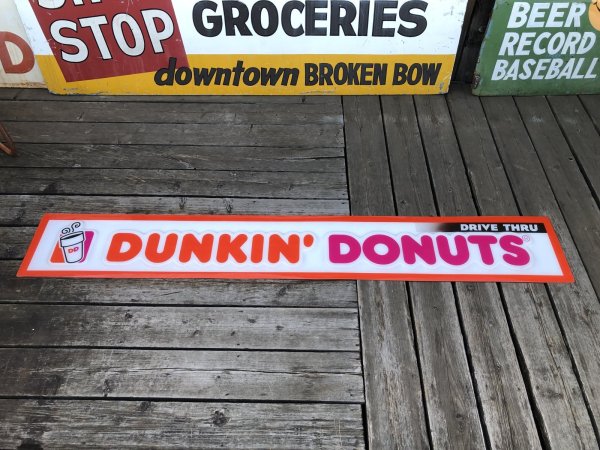 STOP
GROCERIES
downtown BROKEN BOW
BEER
RECORD
BASEBALL
D
DRIVE THRU
DD
DUNKIN' DONUTS®